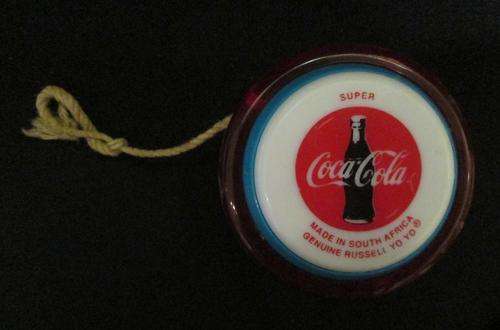 SUPER
Coca-Cola
MADE IN SOUTH AFRICA
GENUINE RUSSELL YO YO®